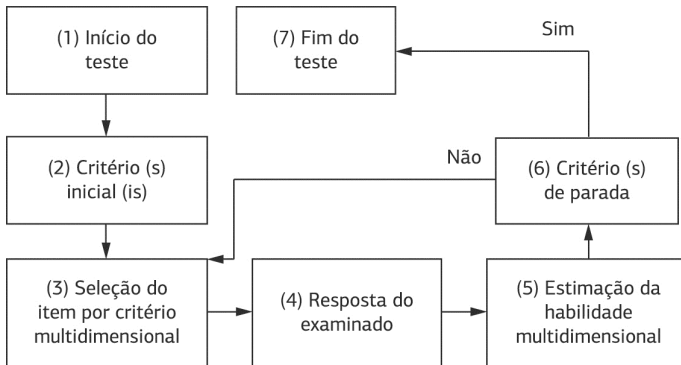 (1) Início do
teste
(7) Fim do
teste
Sim
(2) Critério (s)
inicial (is)
Não
(6) Critério (s)
de parada
(3) Seleção do
item por critério
multidimensional
(4) Resposta do
examinado
(5) Estimação da
habilidade
multidimensional